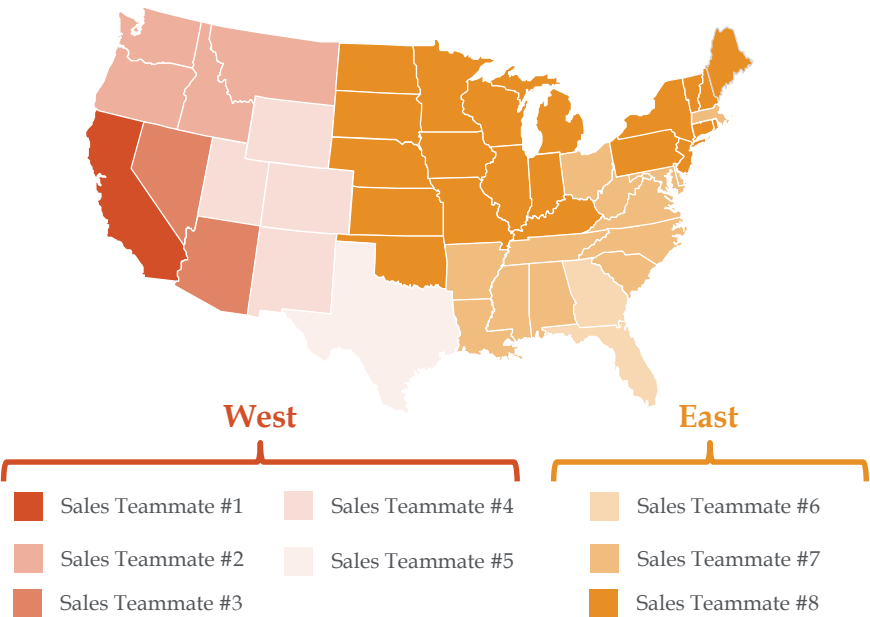 West
East
Sales Teammate #1
Sales Teammate #4
Sales Teammate #6
Sales Teammate #2
Sales Teammate #5
Sales Teammate #7
Sales Teammate #3
Sales Teammate #8